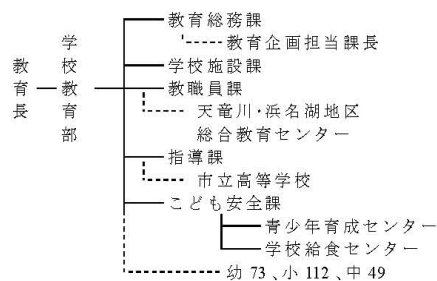 教育長
学校教育部
教育総務課
教育企画担当課長
学校施設課
教職員課
天竜川・浜名湖地区
総合教育センター
指導課
市立高等学校
こども安全課
青少年育成センター
学校給食センター
幼 73 、小 112 、中 49